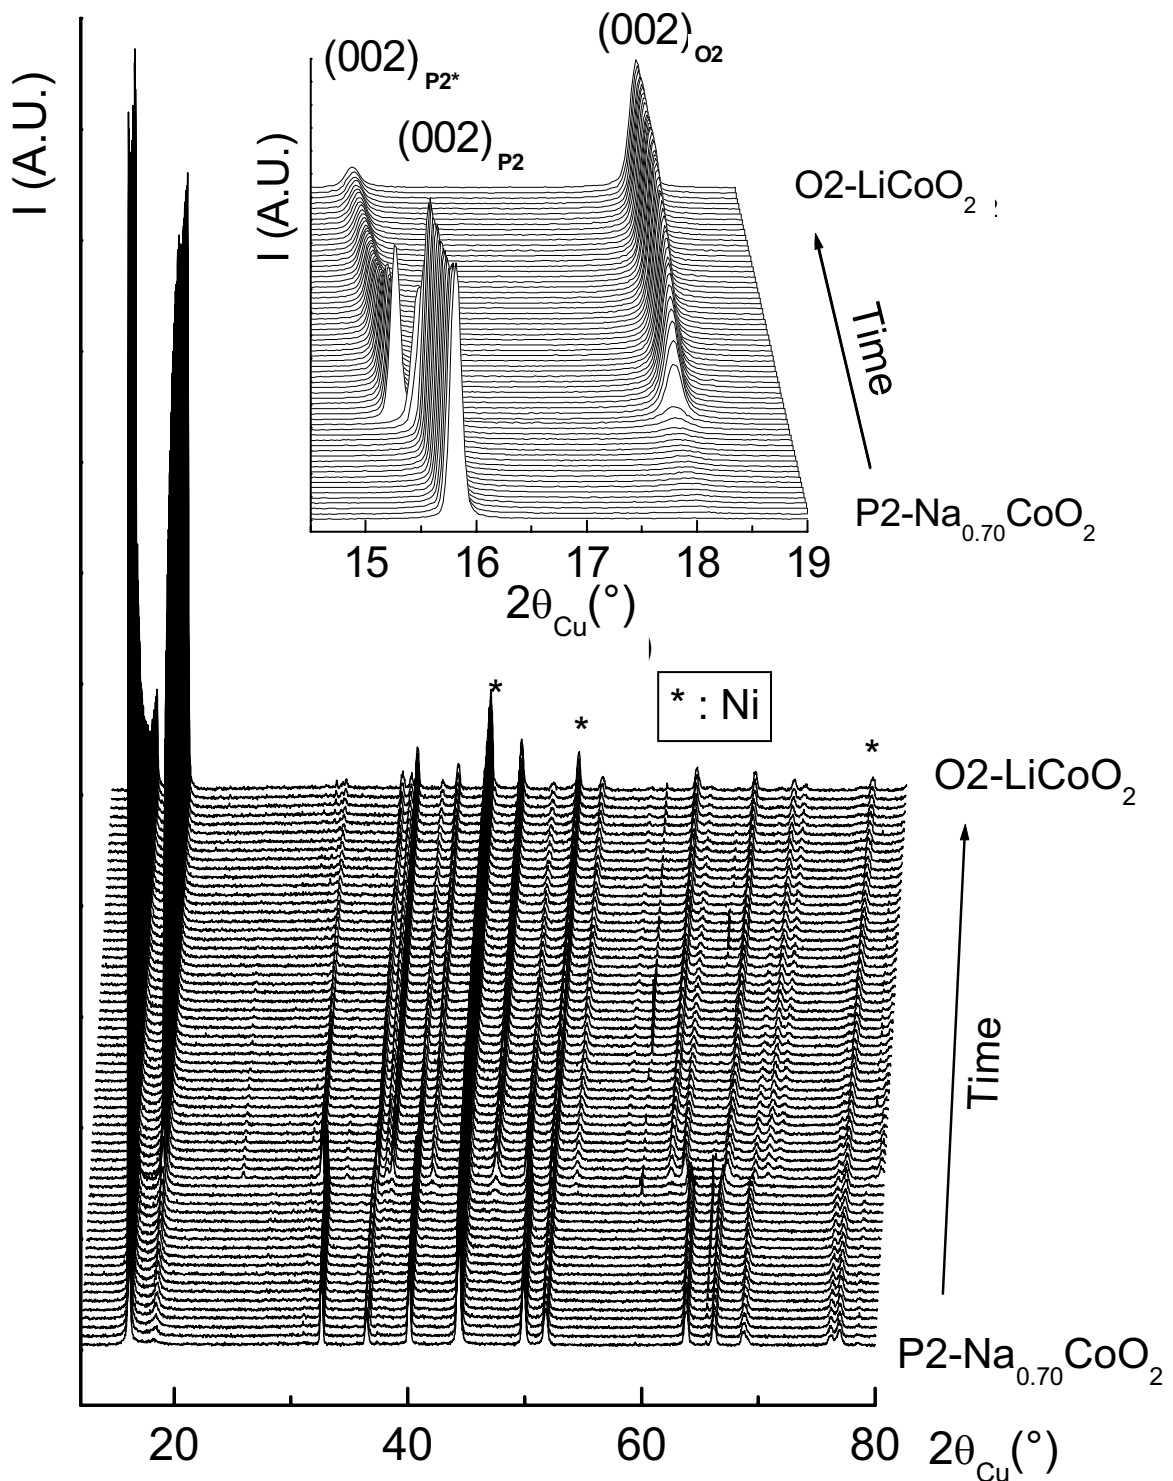 (002)O2
(002)P2*
(002)P2
I (A.U.)
I (A.U.)
O2-LiCoO2
Time
P2-Na0.70CoO2
15 16 17 18 19
2θCu(°)
* : Ni
* * *
O2-LiCoO2
Time
P2-Na0.70CoO2
20 40 60 80
2θCu(°)